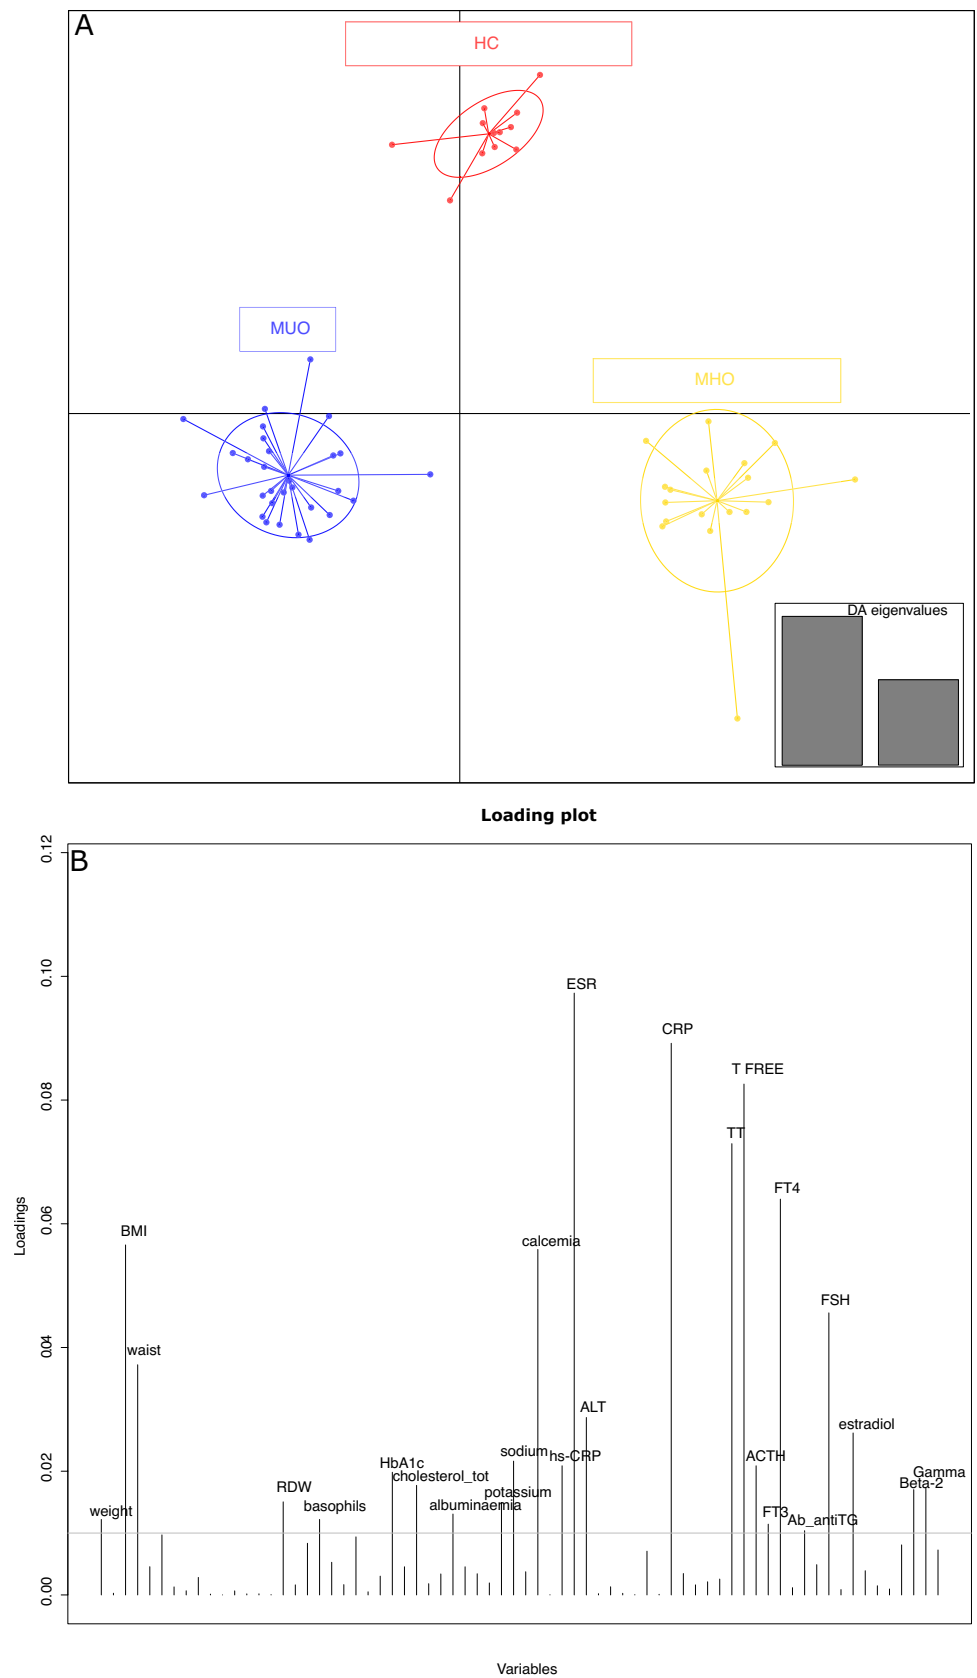 A
HC
MUO
MHO
DA eigenvalues
Loading plot
B
0.12
0.10
0.08
0.06
0.04
0.02
0.00
Loadings
ESR
CRP
T FREE
TT
FT4
BMI
calcemia
FSH
waist
ALT
estradiol
sodium
hs-CRP
ACTH
HbA1c
cholesterol_tot
Gamma
Beta-2
RDW
potassium
albuminaemia
basophils
weight
FT3
Ab_antiTG
Variables